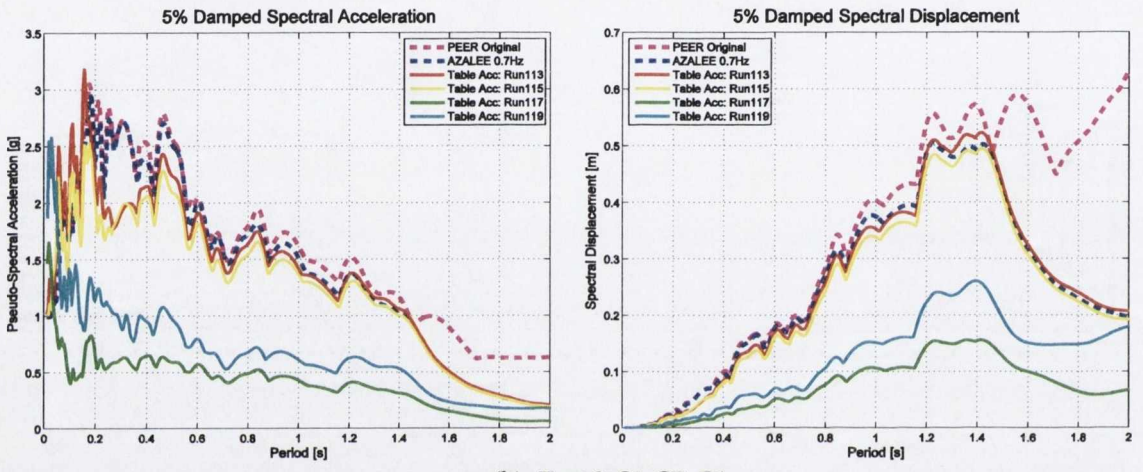 5% Damped Spectral Acceleration
Pseudo-Spectral Acceleration [g]
3.5
3
2.5
2
1.5
1
0.5
0
0
0.2
0.4
0.6
0.8
1
1.2
1.4
1.6
1.8
2
Period [s]
PEER Original
AZALEE 0.7Hz
Table Acc: Run113
Table Acc: Run115
Table Acc: Run117
Table Acc: Run119
5% Damped Spectral Displacement
Spectral Displacement [m]
0.7
0.6
0.5
0.4
0.3
0.2
0.1
0
0
0.2
0.4
0.6
0.8
1
1.2
1.4
1.6
1.8
2
Period [s]
PEER Original
AZALEE 0.7Hz
Table Acc: Run113
Table Acc: Run115
Table Acc: Run117
Table Acc: Run119